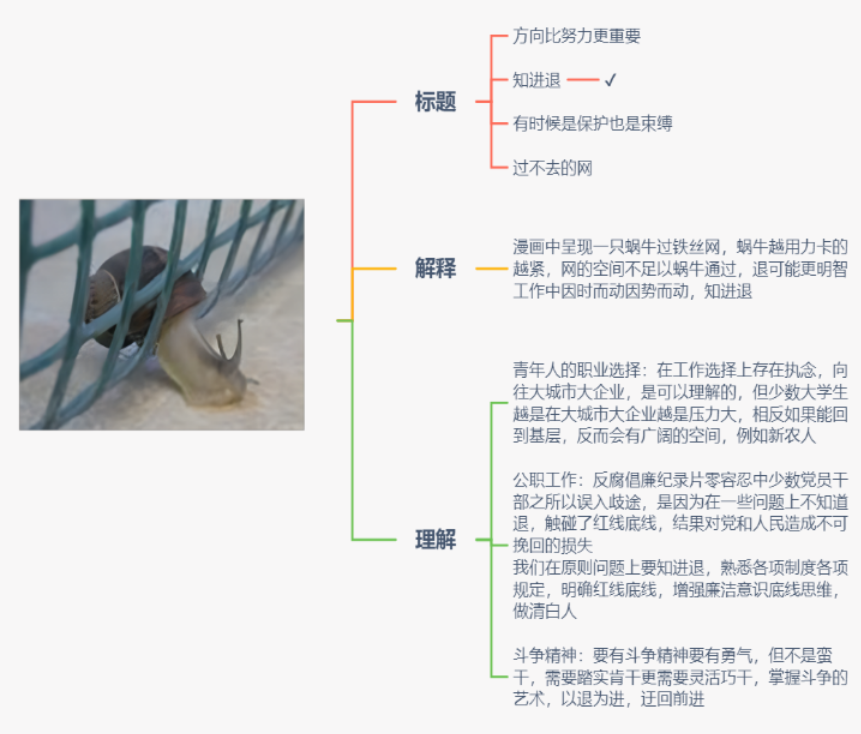 标题
方向比努力更重要
知进退
✓
有时候是保护也是束缚
过不去的网
解释
漫画中呈现一只蜗牛过铁丝网，蜗牛越用力卡的
越紧，网的空间不足以蜗牛通过，退可能更明智
工作中因时而动因势而动，知进退
理解
青年人的职业选择：在工作选择上存在执念，向
往大城市大企业，是可以理解的，但少数大学生
越是在大城市大企业越是压力大，相反如果能回
到基层，反而会有广阔的空间，例如新农人
公职工作：反腐倡廉纪录片零容忍中少数党员干
部之所以误入歧途，是因为在一些问题上不知道
退，触碰了红线底线，结果对党和人民造成不可
挽回的损失
我们在原则问题上要知进退，熟悉各项制度各项
规定，明确红线底线，增强廉洁意识底线思维，
做清白人
斗争精神：要有斗争精神要有勇气，但不是蛮
干，需要踏实肯干更需要灵活巧干，掌握斗争的
艺术，以退为进，迂回前进